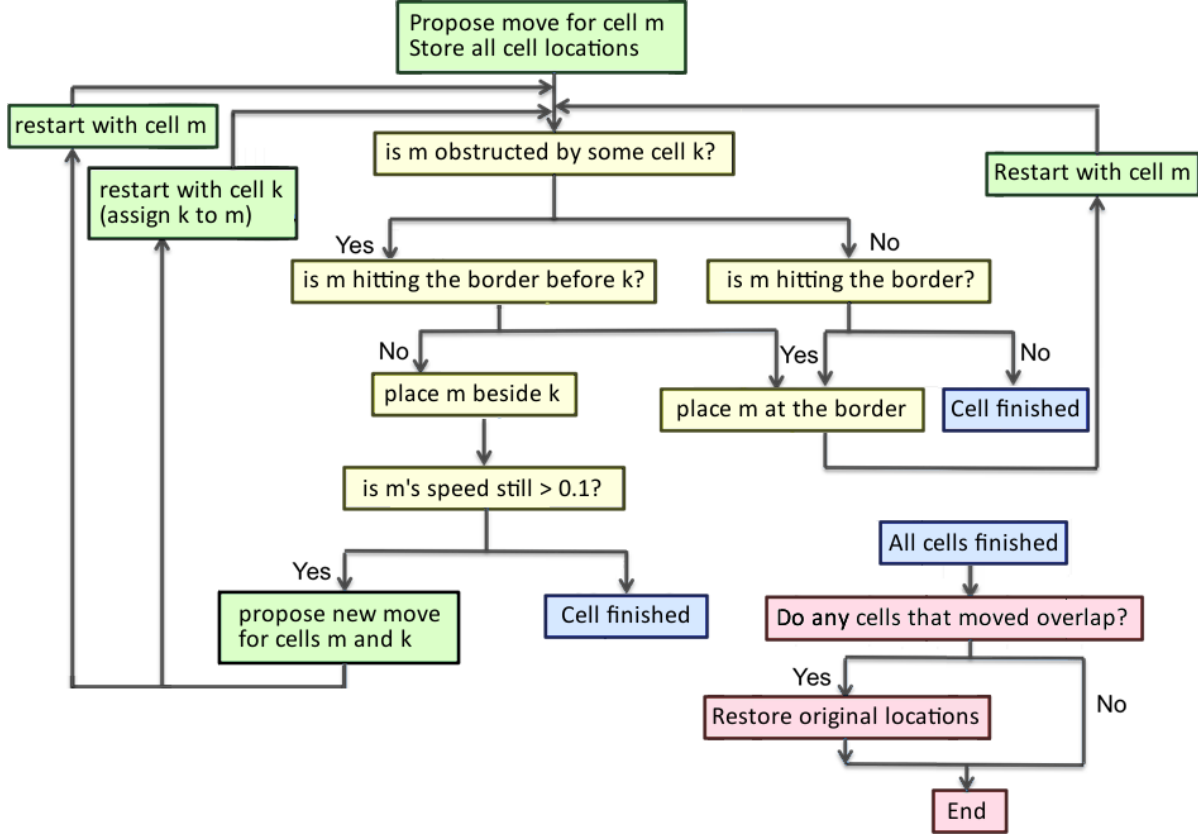 Propose move for cell m
Store all cell locations
restart with cell m
is m obstructed by some cell k?
Restart with cell m
restart with cell k
(assign k to m)
Yes
No
is m hitting the border before k?
is m hitting the border?
No
Yes
No
place m beside k
place m at the border
Cell finished
is m's speed still > 0.1?
All cells finished
Yes
propose new move
for cells m and k
Cell finished
Do any cells that moved overlap?
Yes
No
Restore original locations
End